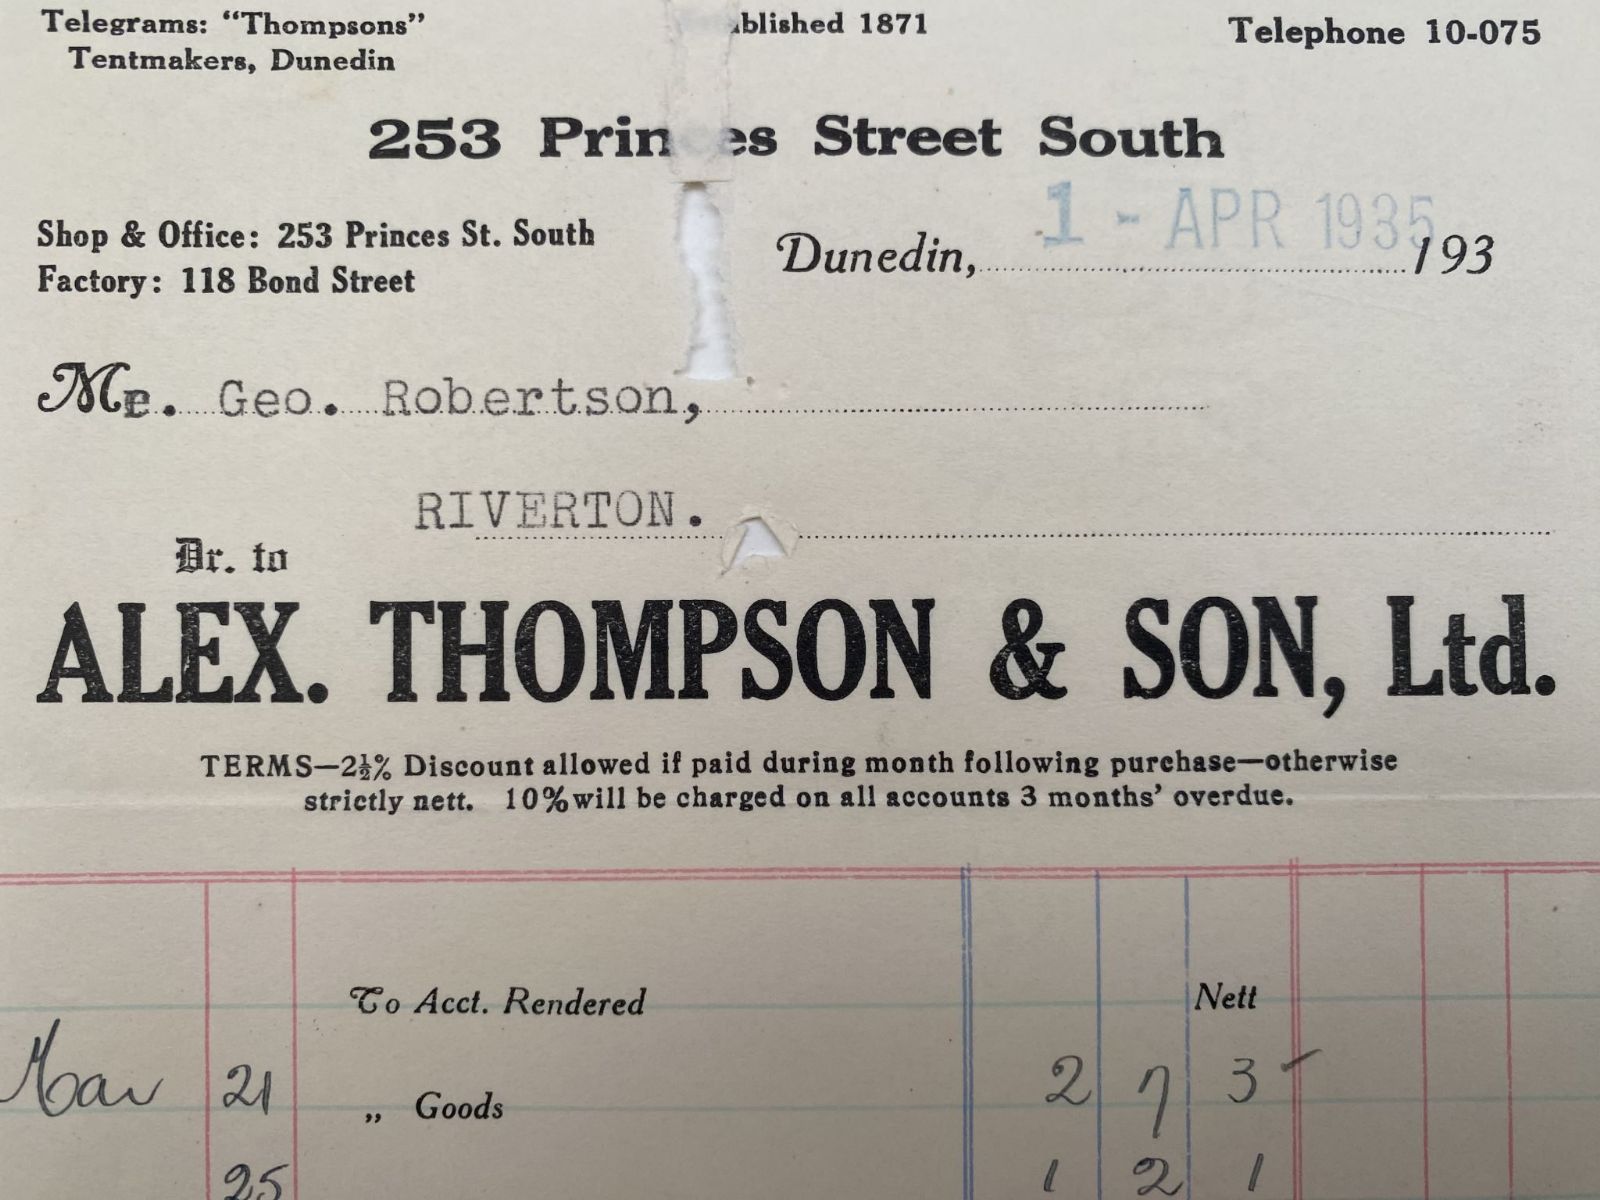 Telegrams: "Thompsons"
Tentmakers, Dunedin
ablished 1871
Telephone 10-075
253 Princes Street South
Shop & Office: 253 Princes St. South
Factory: 118 Bond Street
1 - APR 1935
Dunedin, 193
Mr. Geo. Robertson,
RIVERTON.
Dr. to
ALEX. THOMPSON & SON, Ltd.
TERMS—2½% Discount allowed if paid during month following purchase—otherwise
strictly nett. 10% will be charged on all accounts 3 months' overdue.
To Acct. Rendered Nett
Mar 21 „ Goods 2 7 3
25 1 2 1